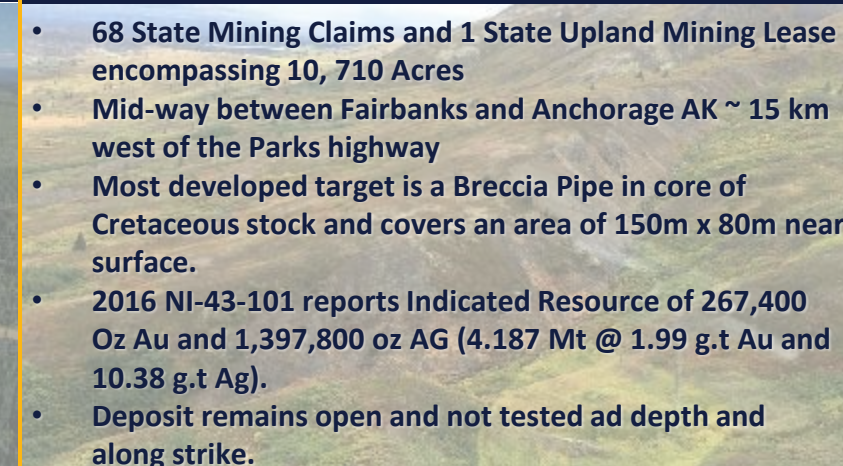 • 68 State Mining Claims and 1 State Upland Mining Lease
encompassing 10, 710 Acres
• Mid-way between Fairbanks and Anchorage AK ~ 15 km
west of the Parks highway
• Most developed target is a Breccia Pipe in core of
Cretaceous stock and covers an area of 150m x 80m near
surface.
• 2016 NI-43-101 reports Indicated Resource of 267,400
Oz Au and 1,397,800 oz AG (4.187 Mt @ 1.99 g.t Au and
10.38 g.t Ag).
• Deposit remains open and not tested ad depth and
along strike.